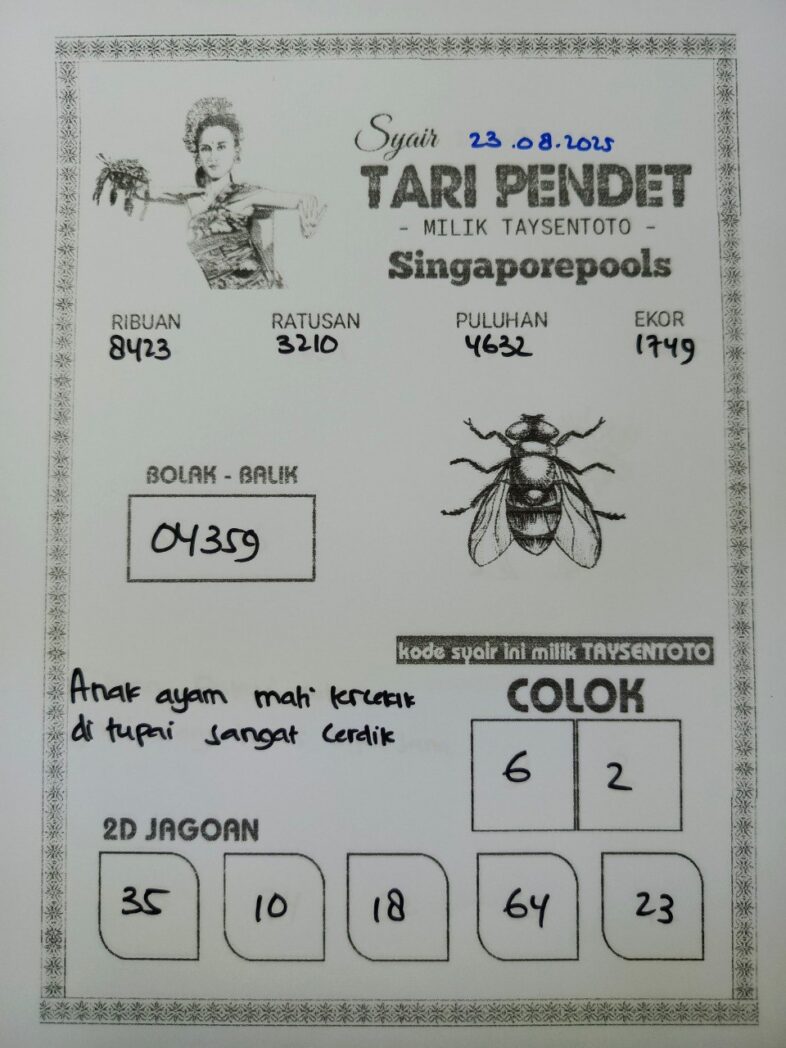 Syair 23.08.2025
TARI PENDET
- MILIK TAYSENTOTO -
Singaporepools
RIBUAN RATUSAN PULUHAN EKOR
8423 3210 4632 1749
BOLAK - BALIK
04359
kode syair ini milik TAYSENTOTO
Anak ayam mati tercekik
di tupai sangat cerdik
COLOK
6 2
2D JAGOAN
35 10 18 64 23